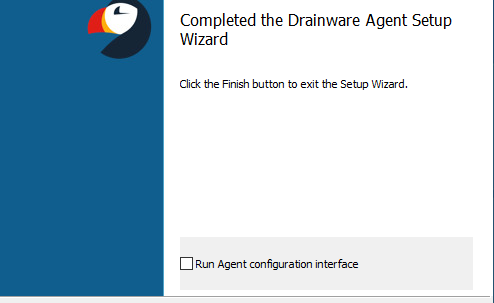 Completed the Drainware Agent Setup
Wizard
Click the Finish button to exit the Setup Wizard.
Run Agent configuration interface